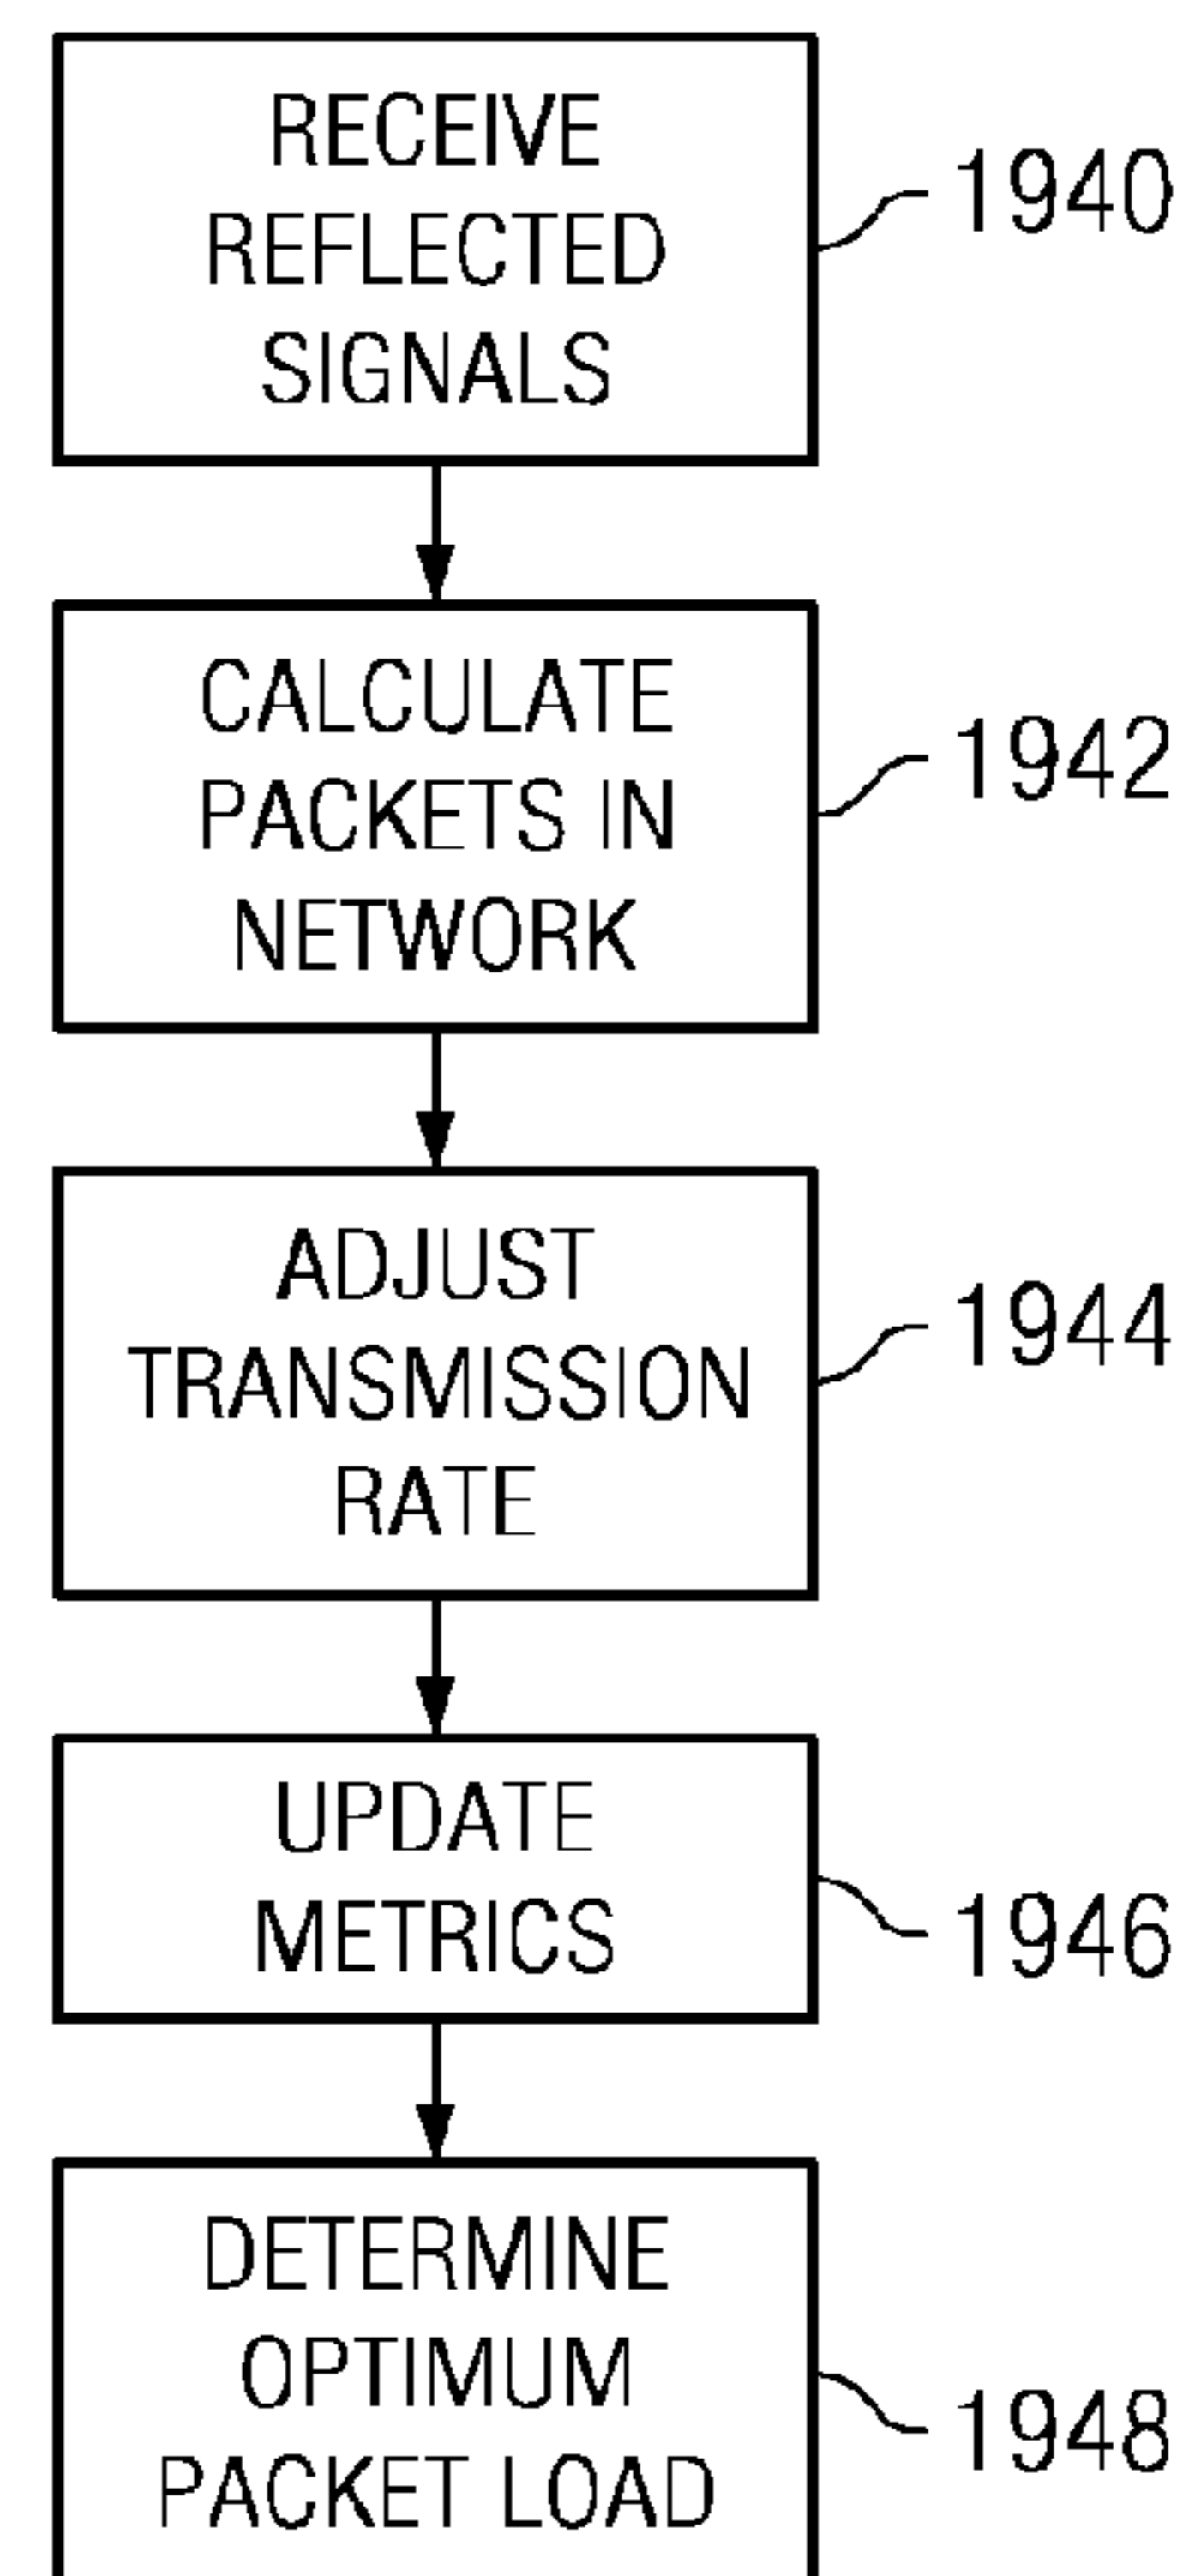 RECEIVE
REFLECTED
SIGNALS
1940
CALCULATE
PACKETS IN
NETWORK
1942
ADJUST
TRANSMISSION
RATE
1944
UPDATE
METRICS
1946
DETERMINE
OPTIMUM
PACKET LOAD
1948